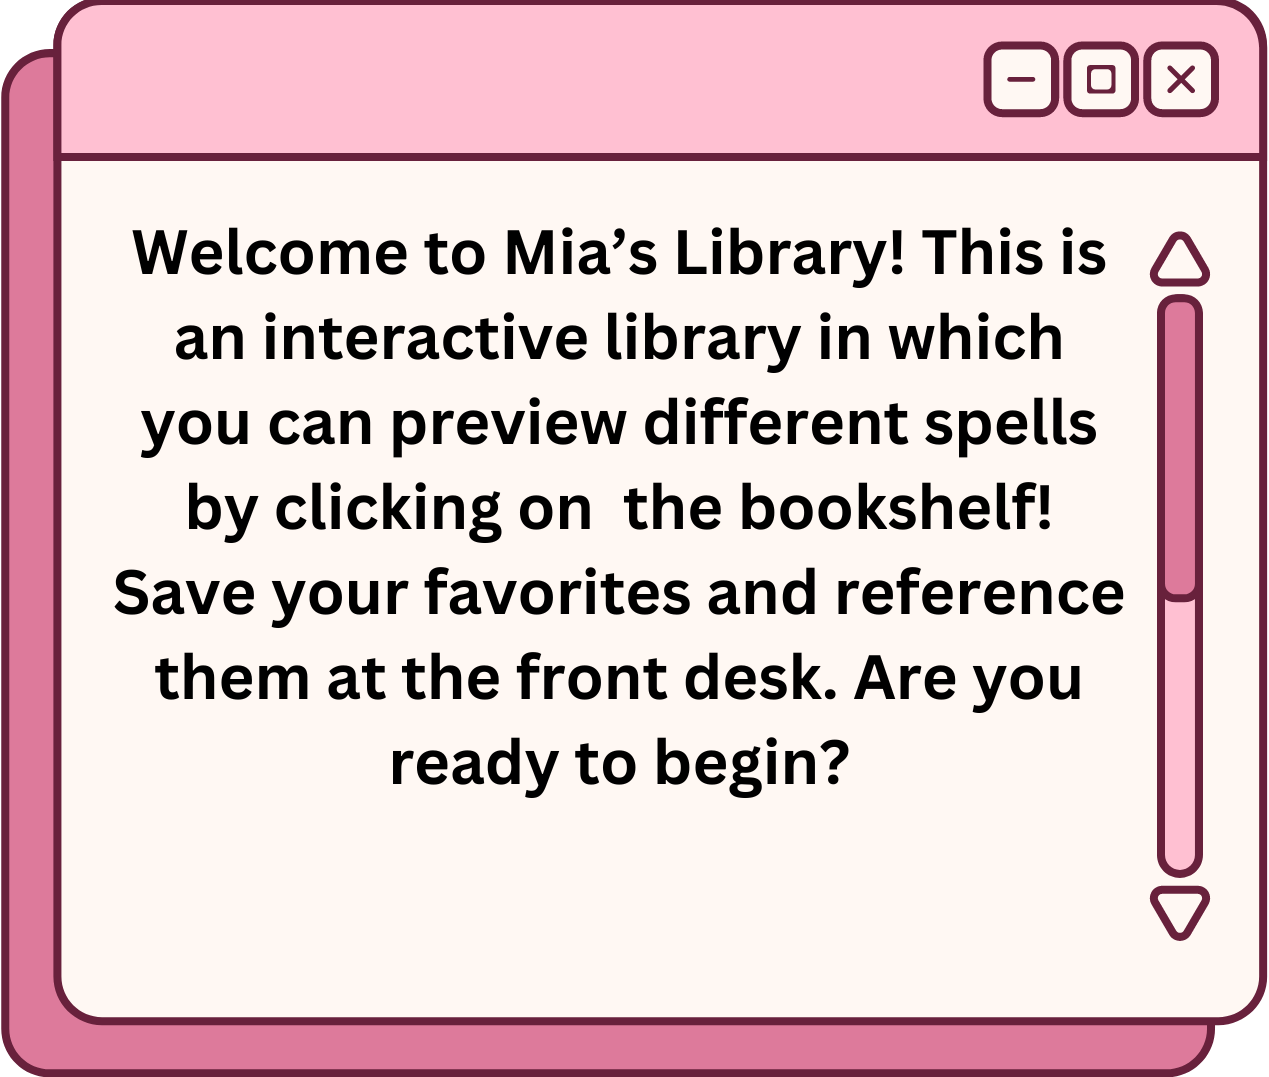 Welcome to Mia’s Library! This is
an interactive library in which
you can preview different spells
by clicking on  the bookshelf!
Save your favorites and reference
them at the front desk. Are you
ready to begin?